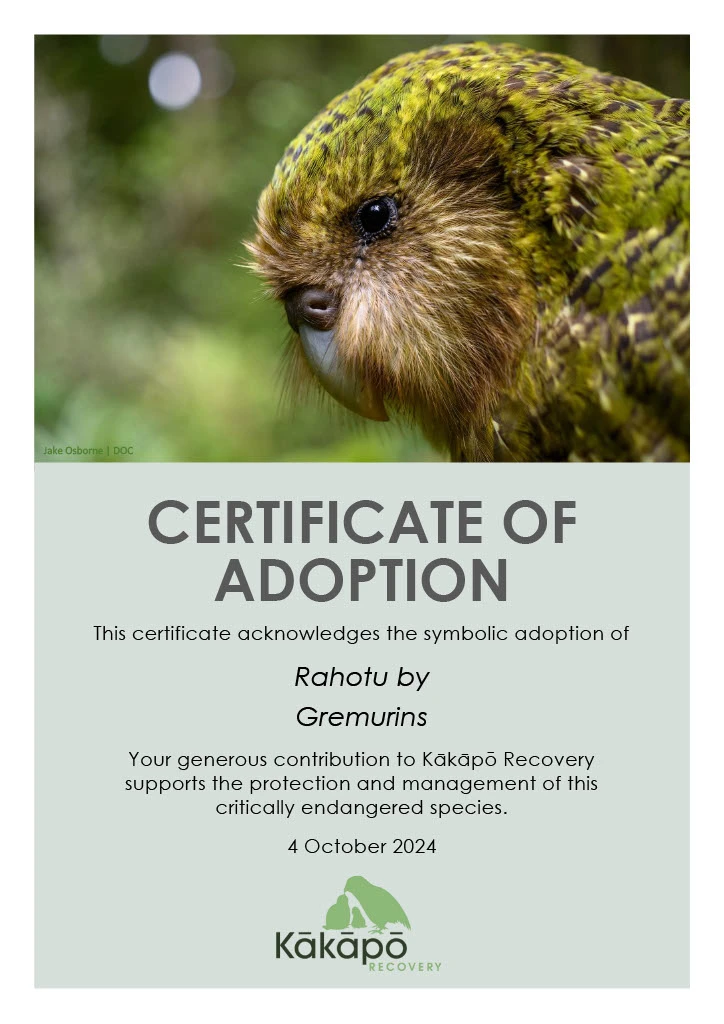 Jake Osborne | DOC
CERTIFICATE OF
ADOPTION
This certificate acknowledges the symbolic adoption of
Rahotu by
Gremurins
Your generous contribution to Kākāpō Recovery
supports the protection and management of this
critically endangered species.
4 October 2024
Kākāpō
RECOVERY